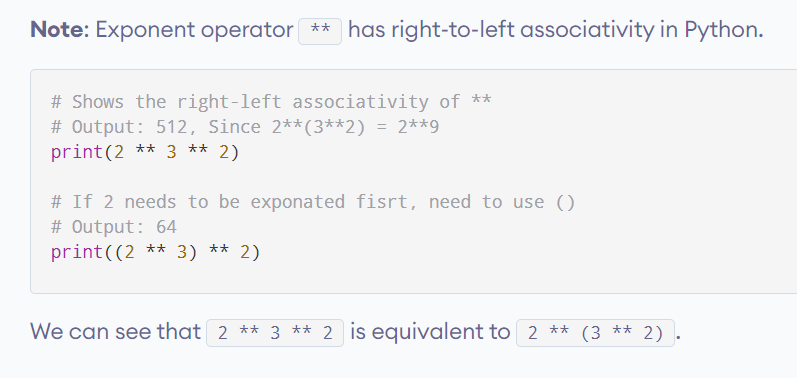 Note: Exponent operator ** has right-to-left associativity in Python.
# Shows the right-left associativity of **
# Output: 512, Since 2**(3**2) = 2**9
print(2 ** 3 ** 2)
# If 2 needs to be exponated fisrt, need to use ()
# Output: 64
print((2 ** 3) ** 2)
We can see that 2 ** 3 ** 2 is equivalent to 2 ** (3 ** 2) .